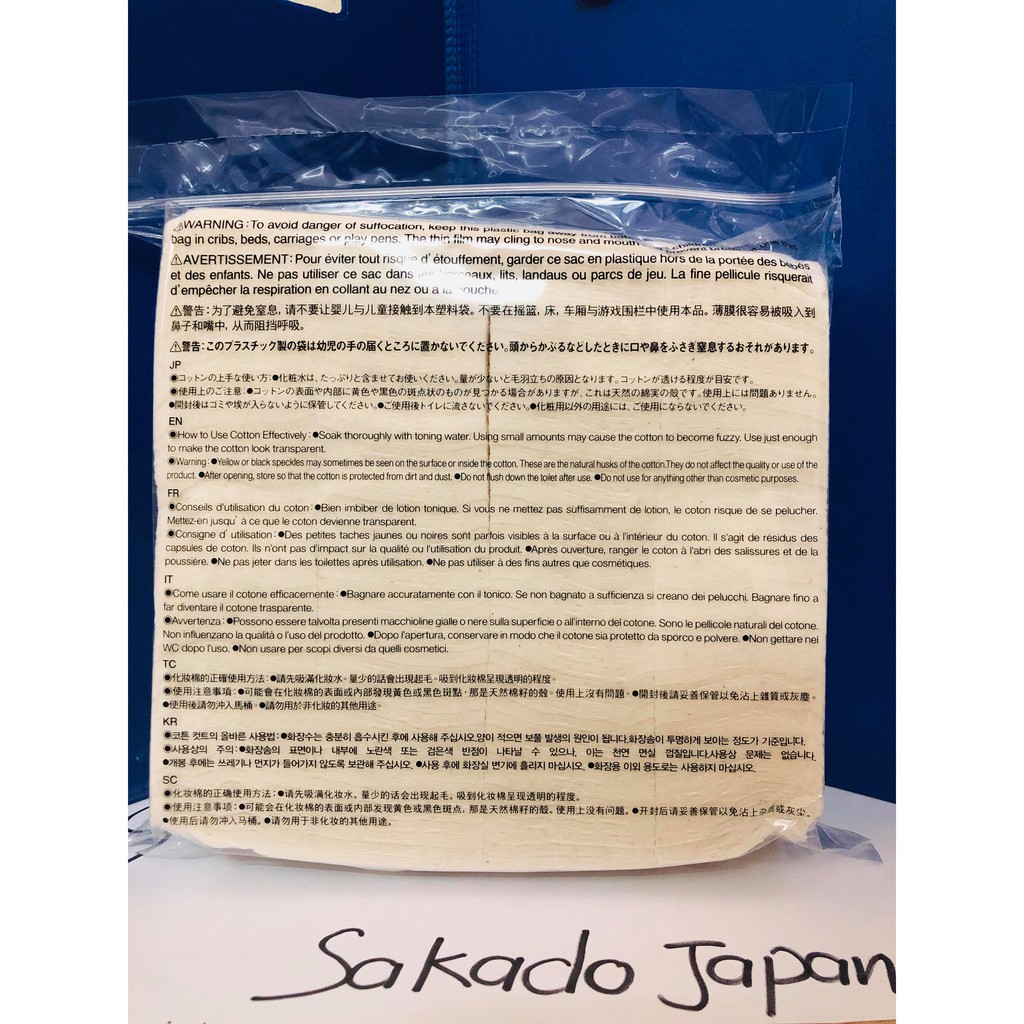 ⚠WARNING:To avoid danger of suffocation, keep this plastic bag away from
bag in cribs, beds, carriages or play pens. The thin film may cling to nose and mouth
⚠AVERTISSEMENT:Pour éviter tout risque d'étouffement, garder ce sac en plastique hors de la portée des bébés
et des enfants. Ne pas utiliser ce sac dans les berceaux, lits, landaus ou parcs de jeu. La fine pellicule risquerait
d'empêcher la respiration en collant au nez ou à la bouche
⚠警告:为了避免窒息, 请不要让婴儿与儿童接触到本塑料袋。不要在摇篮, 床, 车厢与游戏围栏中使用本品。薄膜很容易被吸入到
鼻子和嘴中, 从而阻挡呼吸。
⚠警告:このプラスチック製の袋は幼児の手の届くところに置かないでください。頭からかぶるなどしたときに口や鼻をふさぎ窒息するおそれがあります。
JP
◉コットンの上手な使い方:●化粧水は、たっぷりと含ませてお使いください。量が少ないと毛羽立ちの原因となります。コットンが透ける程度が目安です。
◉使用上のご注意:●コットンの表面や内部に黄色や黒色の斑点状のものが見つかる場合がありますが、これは天然の綿実の殻です。使用上には問題ありません。
●開封後はゴミや埃が入らないように保管してください。●ご使用後トイレに流さないでください。●化粧用以外の用途には、ご使用にならないでください。
EN
◉How to Use Cotton Effectively:●Soak thoroughly with toning water. Using small amounts may cause the cotton to become fuzzy. Use just enough
to make the cotton look transparent.
◉Warning:●Yellow or black speckles may sometimes be seen on the surface or inside the cotton. These are the natural husks of the cotton.They do not affect the quality or use of the
product. ●After opening, store so that the cotton is protected from dirt and dust. ●Do not flush down the toilet after use. ●Do not use for anything other than cosmetic purposes.
FR
◉Conseils d'utilisation du coton:●Bien imbiber de lotion tonique. Si vous ne mettez pas suffisamment de lotion, le coton risque de se pelucher.
Mettez-en jusqu' à ce que le coton devienne transparent.
◉Consigne d' utilisation:●Des petites taches jaunes ou noires sont parfois visibles à la surface ou à l'intérieur du coton. Il s'agit de résidus des
capsules de coton. Ils n'ont pas d'impact sur la qualité ou l'utilisation du produit. ●Après ouverture, ranger le coton à l'abri des salissures et de la
poussière. ●Ne pas jeter dans les toilettes après utilisation. ●Ne pas utiliser à des fins autres que cosmétiques.
IT
◉Come usare il cotone efficacemente:●Bagnare accuratamente con il tonico. Se non bagnato a sufficienza si creano dei pelucchi. Bagnare fino a
far diventare il cotone trasparente.
◉Avvertenza:●Possono essere talvolta presenti macchioline gialle o nere sulla superficie o all'interno del cotone. Sono le pellicole naturali del cotone.
Non influenzano la qualità o l'uso del prodotto. ●Dopo l'apertura, conservare in modo che il cotone sia protetto da sporco e polvere. ●Non gettare nel
WC dopo l'uso. ●Non usare per scopi diversi da quelli cosmetici.
TC
◉化妝棉的正確使用方法:●請先吸滿化妝水。量少的話會出現起毛。吸到化妝棉呈現透明的程度。
◉使用注意事項:●可能會在化妝棉的表面或內部發現黃色或黑色斑點,那是天然棉籽的殼。使用上沒有問題。●開封後請妥善保管以免沾上雜質或灰塵。
●使用後請勿沖入馬桶。●請勿用於非化妝的其他用途。
KR
◉코튼 컷트의 올바른 사용법:●화장수는 충분히 흡수시킨 후에 사용해 주십시오.양이 적으면 보풀 발생의 원인이 됩니다.화장솜이 투명하게 보이는 정도가 기준입니다.
◉사용상의 주의:●화장솜의 표면이나 내부에 노란색 또는 검은색 반점이 나타날 수 있으나, 이는 천연 면실 껍질입니다.사용상 문제는 없습니다.
●개봉 후에는 쓰레기나 먼지가 들어가지 않도록 보관해 주십시오. ●사용 후에 화장실 변기에 흘리지 마십시오. ●화장용 이외 용도로는 사용하지 마십시오.
SC
◉化妆棉的正确使用方法:●请先吸满化妆水。量少的话会出现起毛。吸到化妆棉呈现透明的程度。
◉使用注意事项:●可能会在化妆棉的表面或内部发现黄色或黑色斑点, 那是天然棉籽的殼。使用上没有问题。●开封后请妥善保管以免沾上杂质或灰尘。
●使用后请勿冲入马桶。●请勿用于非化妆的其他用途。
Sakado Japan